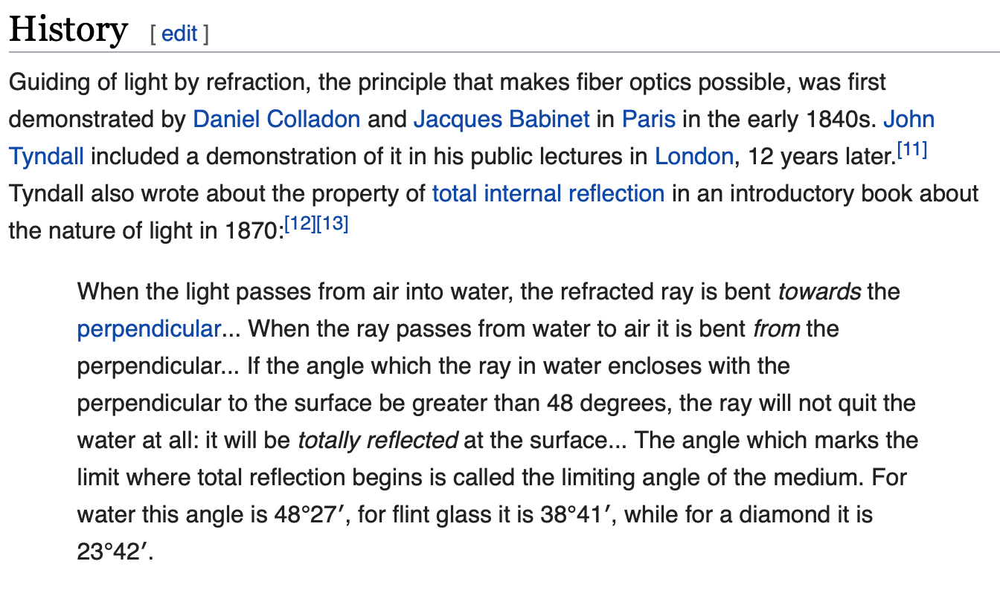 History [ edit ]
Guiding of light by refraction, the principle that makes fiber optics possible, was first
demonstrated by Daniel Colladon and Jacques Babinet in Paris in the early 1840s. John
Tyndall included a demonstration of it in his public lectures in London, 12 years later.[11]
Tyndall also wrote about the property of total internal reflection in an introductory book about
the nature of light in 1870:[12][13]
When the light passes from air into water, the refracted ray is bent towards the
perpendicular... When the ray passes from water to air it is bent from the
perpendicular... If the angle which the ray in water encloses with the
perpendicular to the surface be greater than 48 degrees, the ray will not quit the
water at all: it will be totally reflected at the surface... The angle which marks the
limit where total reflection begins is called the limiting angle of the medium. For
water this angle is 48°27′, for flint glass it is 38°41′, while for a diamond it is
23°42′.